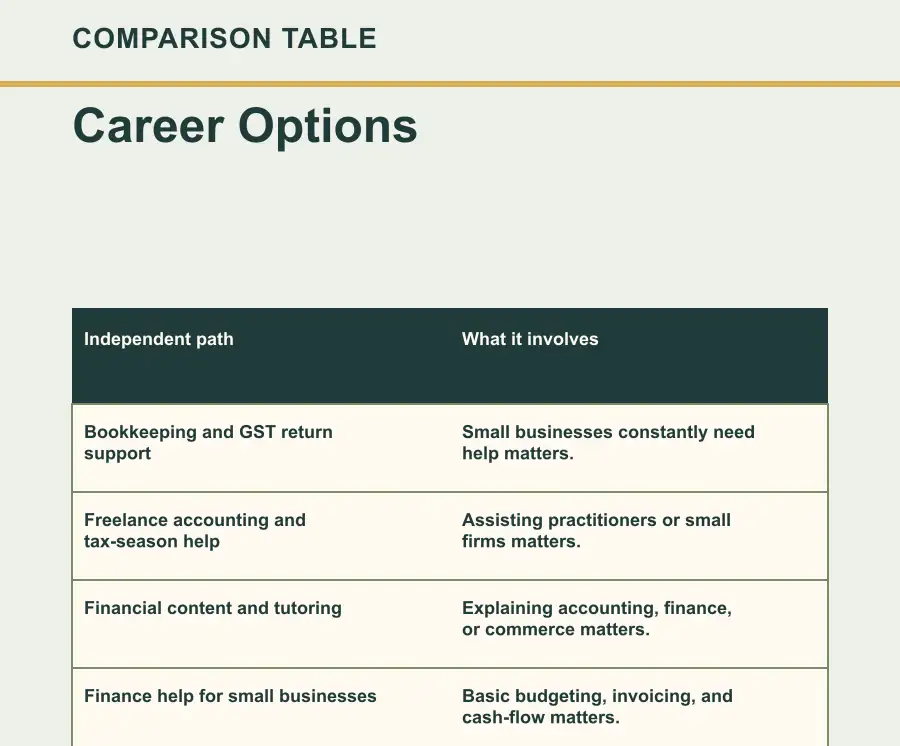 COMPARISON TABLE
Career Options
Independent path
What it involves
Bookkeeping and GST return
support
Small businesses constantly need
help matters.
Freelance accounting and
tax-season help
Assisting practitioners or small
firms matters.
Financial content and tutoring
Explaining accounting, finance,
or commerce matters.
Finance help for small businesses
Basic budgeting, invoicing, and
cash-flow matters.